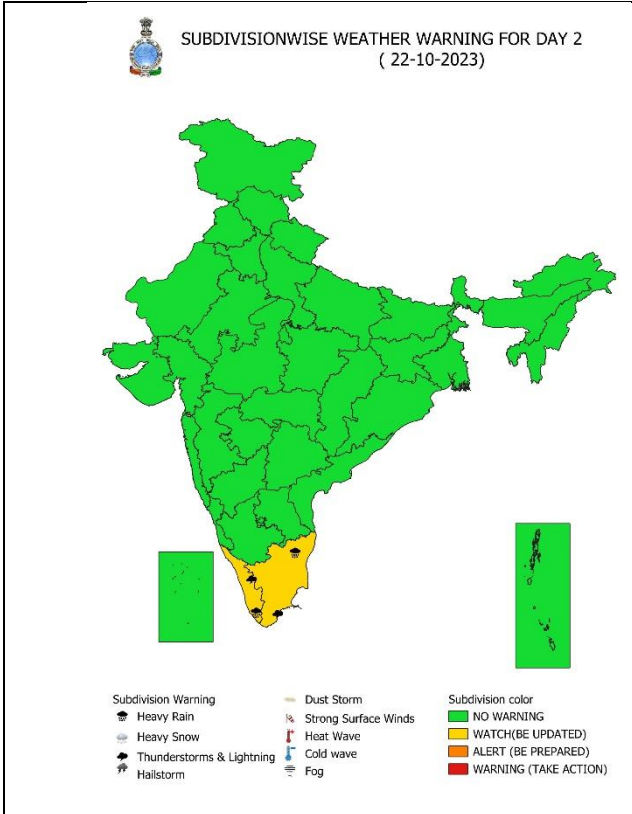 SUBDIVISIONWISE WEATHER WARNING FOR DAY 2
( 22-10-2023)
Subdivision Warning
Heavy Rain
Heavy Snow
Thunderstorms & Lightning
Hailstorm
Dust Storm
Strong Surface Winds
Heat Wave
Cold wave
Fog
Subdivision color
NO WARNING
WATCH(BE UPDATED)
ALERT (BE PREPARED)
WARNING (TAKE ACTION)